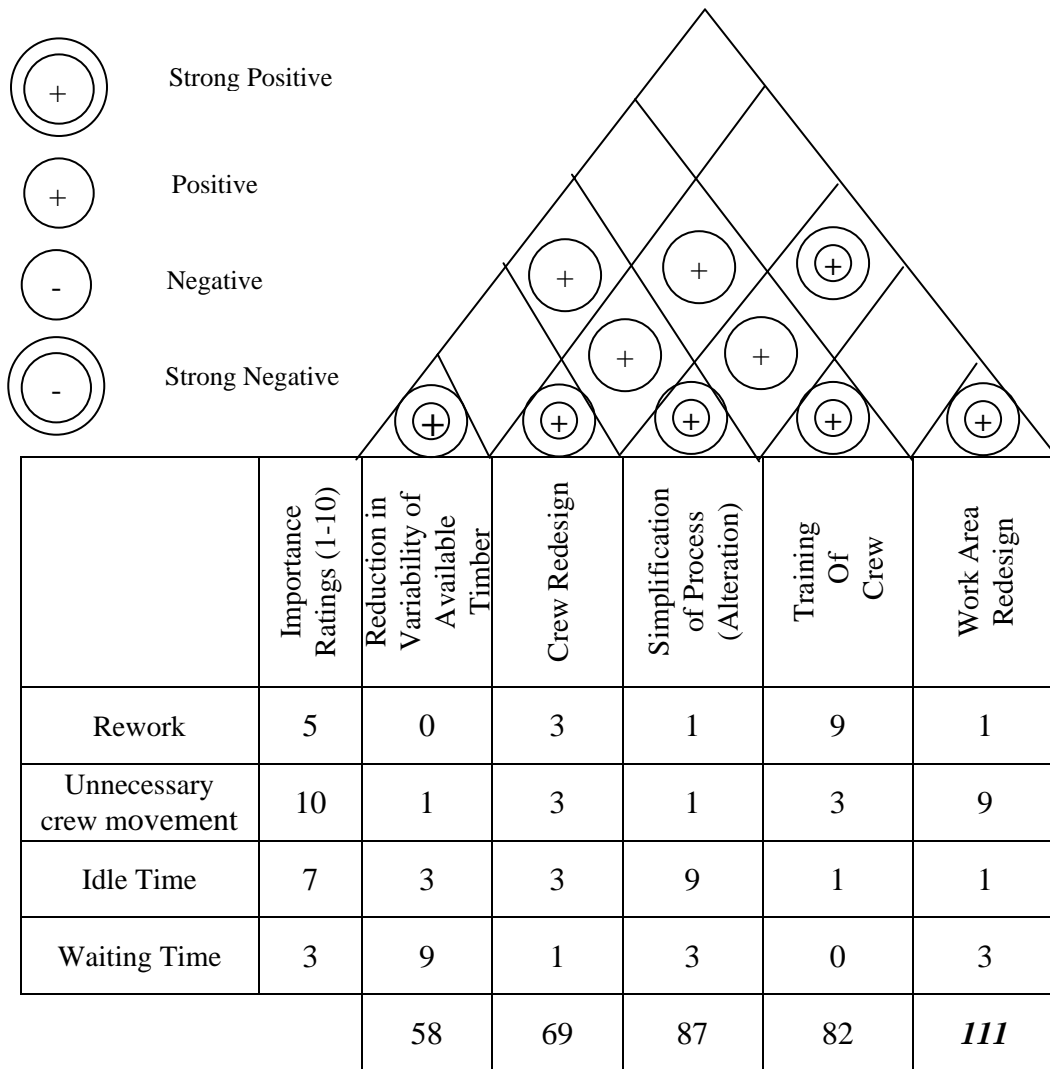 +
Strong Positive
+
Positive
-
Negative
-
Strong Negative
+
+
+
+
+
+
+
+
+
+
Importance
Ratings (1-10)
Reduction in
Variability of
Available
Timber
Crew Redesign
Simplification
of Process
(Alteration)
Training
Of
Crew
Work Area
Redesign
Rework 5 0 3 1 9 1
Unnecessary
crew movement 10 1 3 1 3 9
Idle Time 7 3 3 9 1 1
Waiting Time 3 9 1 3 0 3
58 69 87 82 111